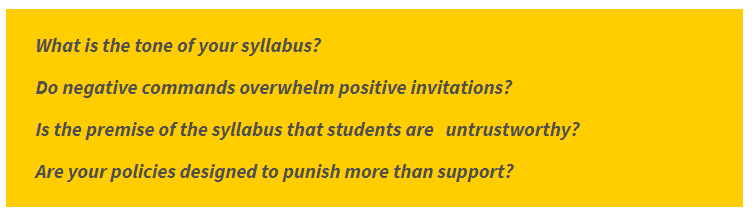 What is the tone of your syllabus?
Do negative commands overwhelm positive invitations?
Is the premise of the syllabus that students are untrustworthy?
Are your policies designed to punish more than support?